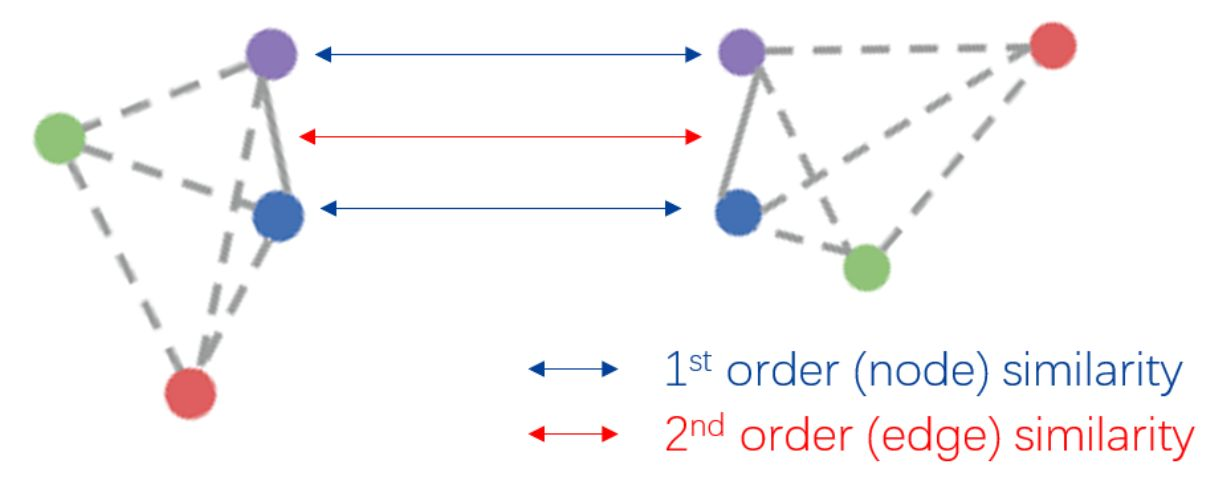 1st order (node) similarity
2nd order (edge) similarity